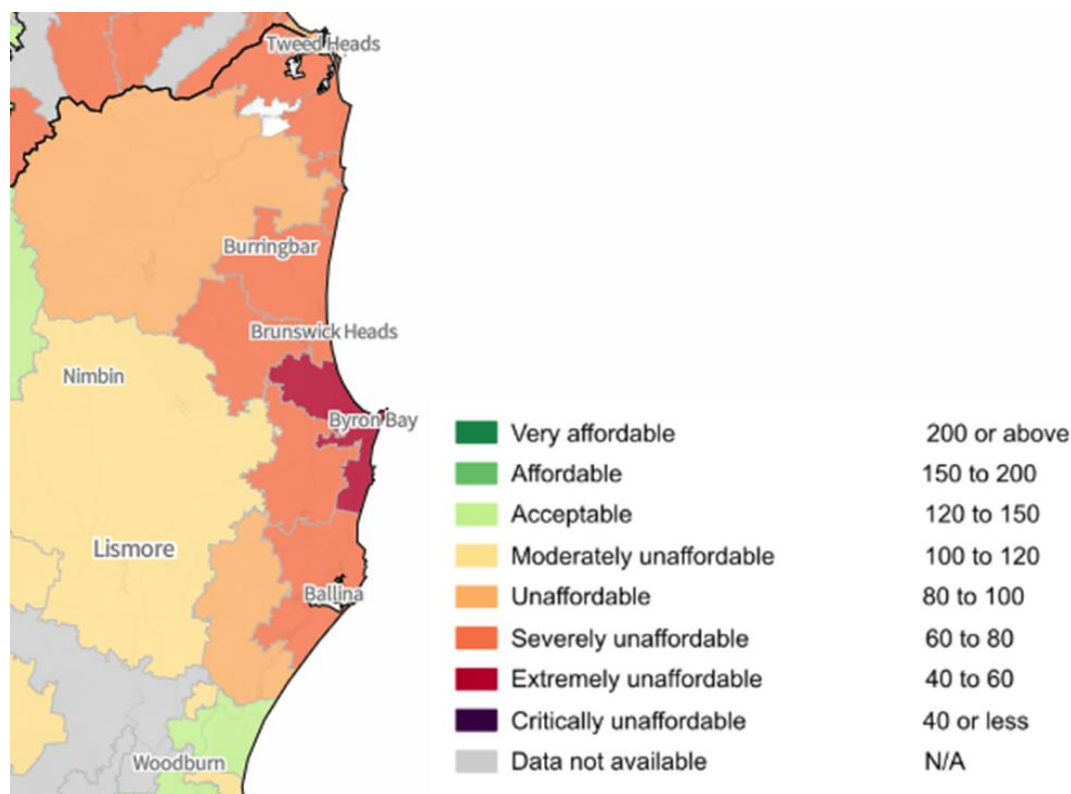 Tweed Heads
Burringbar
Brunswick Heads
Nimbin
Byron Bay
Lismore
Ballina
Woodburn
Very affordable 200 or above
Affordable 150 to 200
Acceptable 120 to 150
Moderately unaffordable 100 to 120
Unaffordable 80 to 100
Severely unaffordable 60 to 80
Extremely unaffordable 40 to 60
Critically unaffordable 40 or less
Data not available N/A